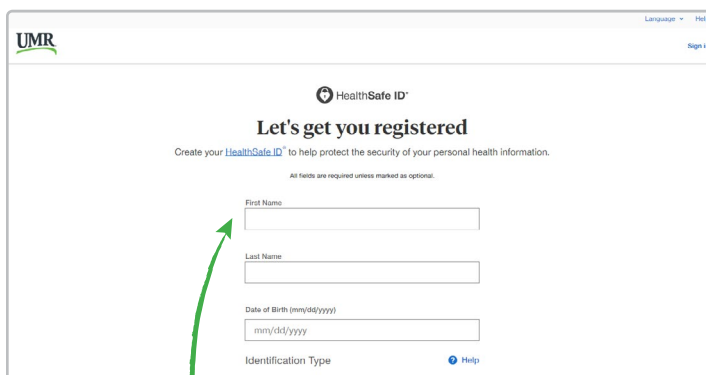 Language
UMR
HealthSafe ID®
Let's get you registered
Create your HealthSafe ID® to help protect the security of your personal health information.
All fields are required unless marked as optional.
First Name
Last Name
Date of Birth (mm/dd/yyyy)
mm/dd/yyyy
Identification Type
Help